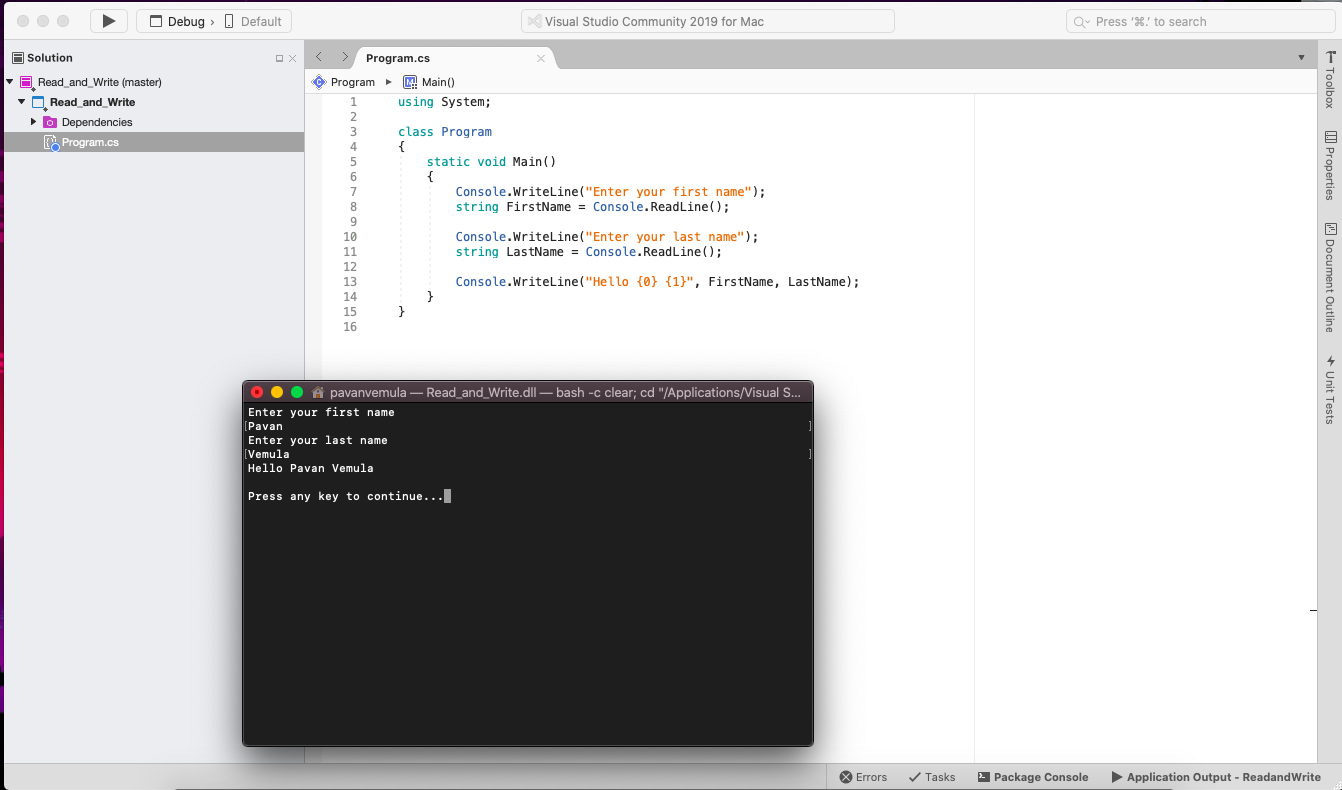 Debug › Default
Visual Studio Community 2019 for Mac
Press ‘⌘.’ to search
Solution
Read_and_Write (master)
Read_and_Write
Dependencies
Program.cs
Program.cs
Program ▸ Main()
1 using System;
2
3 class Program
4 {
5 static void Main()
6 {
7 Console.WriteLine("Enter your first name");
8 string FirstName = Console.ReadLine();
9
10 Console.WriteLine("Enter your last name");
11 string LastName = Console.ReadLine();
12
13 Console.WriteLine("Hello {0} {1}", FirstName, LastName);
14 }
15 }
16
Toolbox
Properties
Document Outline
Unit Tests
pavanvemula — Read_and_Write.dll — bash -c clear; cd "/Applications/Visual S...
Enter your first name
[Pavan ]
Enter your last name
[Vemula ]
Hello Pavan Vemula
Press any key to continue...
Errors Tasks Package Console Application Output - ReadandWrite